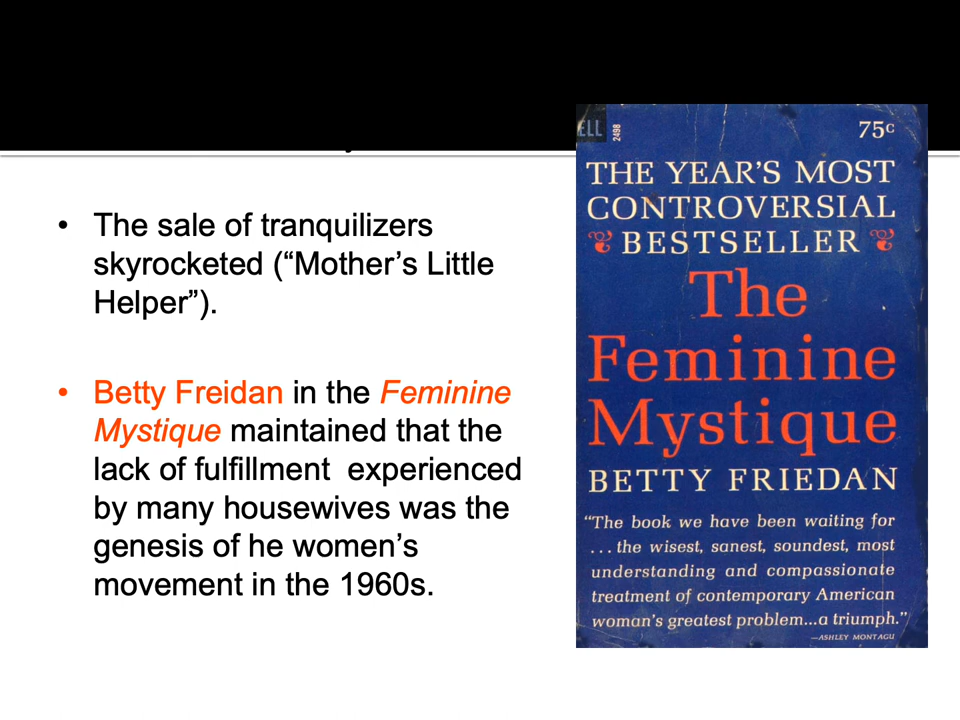 • The sale of tranquilizers
skyrocketed (“Mother’s Little
Helper”).
• Betty Freidan in the Feminine
Mystique maintained that the
lack of fulfillment  experienced
by many housewives was the
genesis of he women’s
movement in the 1960s.
ELL
2498
75c
THE YEAR'S MOST
CONTROVERSIAL
BESTSELLER
The
Feminine
Mystique
BETTY FRIEDAN
“The book we have been waiting for
. . . the wisest, sanest, soundest, most
understanding and compassionate
treatment of contemporary American
woman's greatest problem...a triumph.”
—ASHLEY MONTAGU